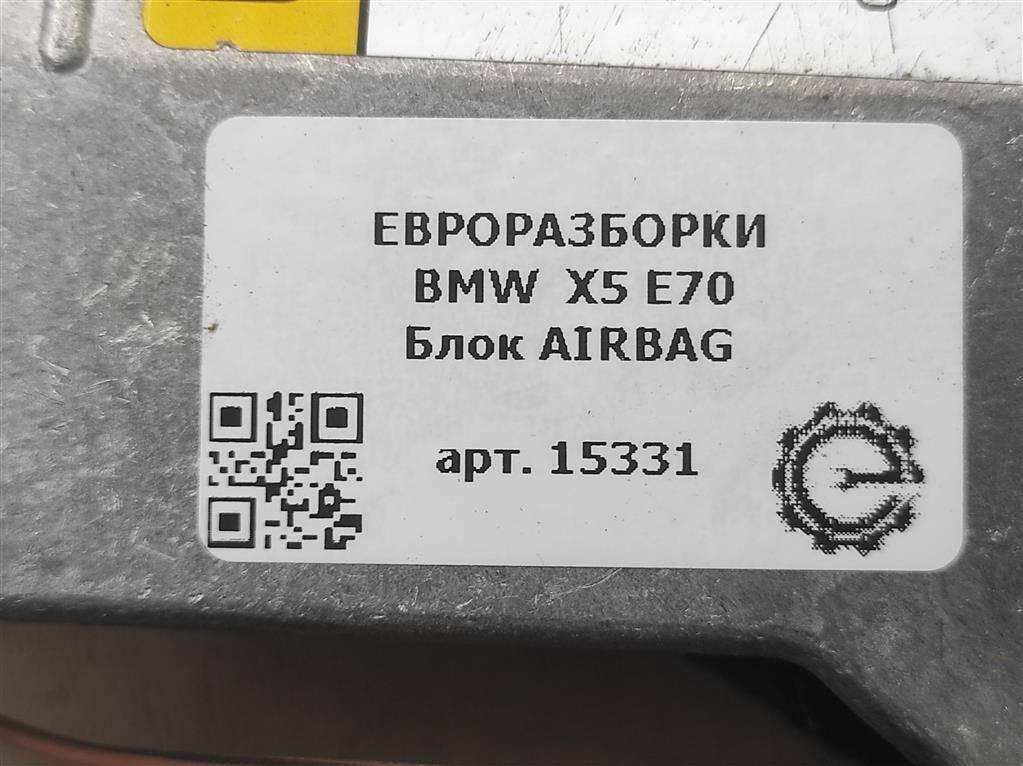 ЕВРОРАЗБОРКИ
BMW X5 E70
Блок AIRBAG
арт. 15331